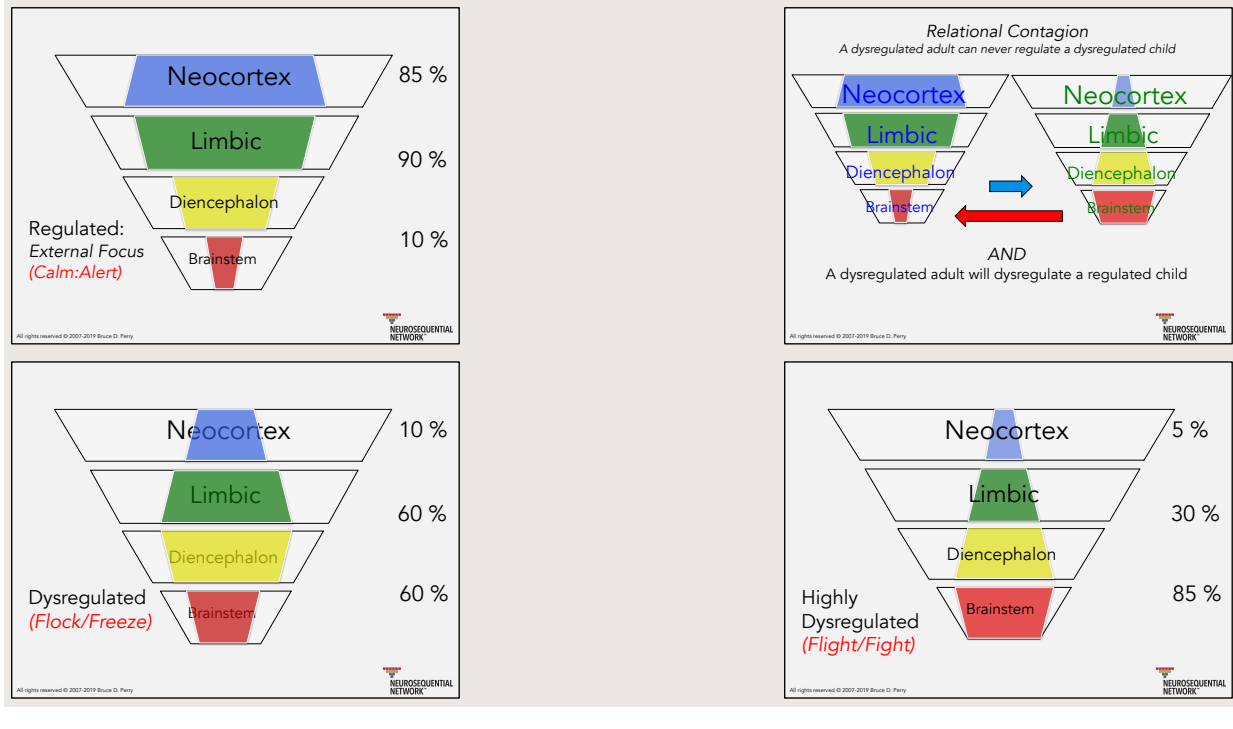 Neocortex
85 %
Limbic
90 %
Diencephalon
10 %
Brainstem
Regulated:
External Focus
(Calm:Alert)
All rights reserved © 2007-2019 Bruce D. Perry
NEUROSEQUENTIAL
NETWORK™
Relational Contagion
A dysregulated adult can never regulate a dysregulated child
Neocortex
Limbic
Diencephalon
Brainstem
Neocortex
Limbic
Diencephalon
Brainstem
AND
A dysregulated adult will dysregulate a regulated child
All rights reserved © 2007-2019 Bruce D. Perry
NEUROSEQUENTIAL
NETWORK™
Neocortex
10 %
Limbic
60 %
Diencephalon
60 %
Brainstem
Dysregulated
(Flock/Freeze)
All rights reserved © 2007-2019 Bruce D. Perry
NEUROSEQUENTIAL
NETWORK™
Neocortex
5 %
Limbic
30 %
Diencephalon
85 %
Brainstem
Highly
Dysregulated
(Flight/Fight)
All rights reserved © 2007-2019 Bruce D. Perry
NEUROSEQUENTIAL
NETWORK™